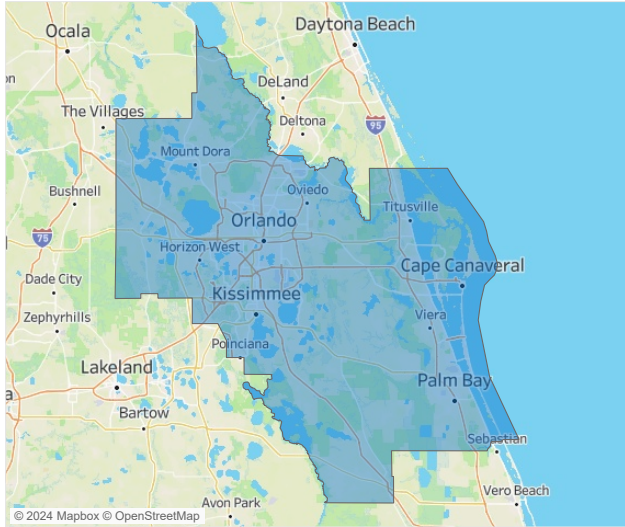 Ocala
Daytona Beach
on
DeLand
The Villages
Deltona
95
Mount Dora
Bushnell
Oviedo
Titusville
Orlando
75
Horizon West
Cape Canaveral
Dade City
Kissimmee
Zephyrhills
Viera
Poinciana
Lakeland
Palm Bay
Bartow
a
Sebastian
Avon Park
Vero Beach
© 2024 Mapbox © OpenStreetMap